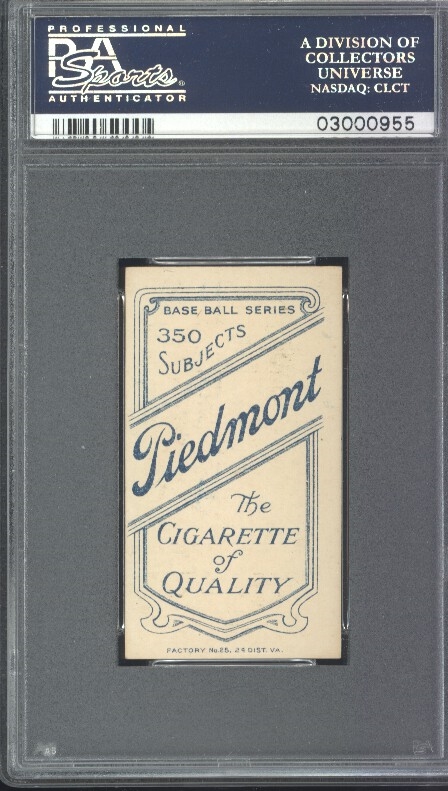 PROFESSIONAL
PSA
Sports
AUTHENTICATOR
A DIVISION OF
COLLECTORS
UNIVERSE
NASDAQ: CLCT
03000955
BASE BALL SERIES
350
SUBJECTS
Piedmont
The
CIGARETTE
of
QUALITY
FACTORY No. 25, 2d DIST. VA.